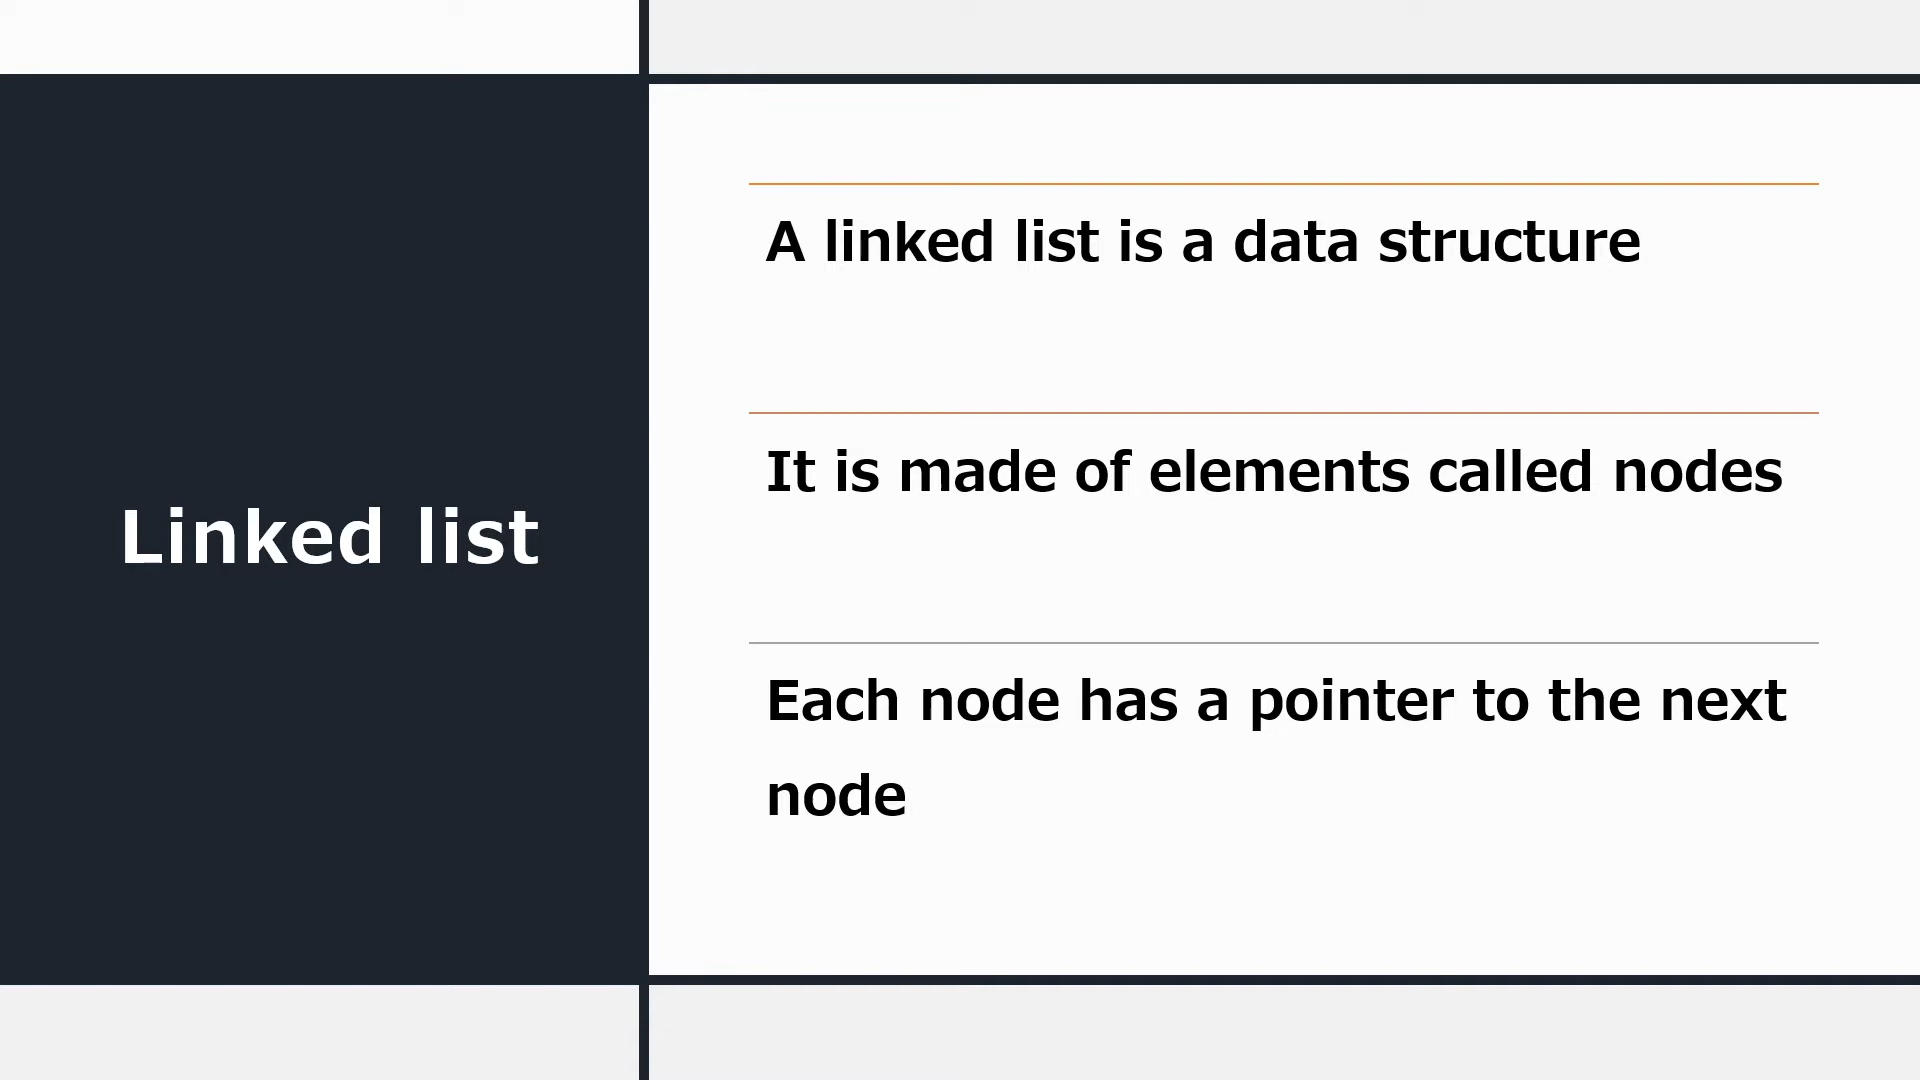 Linked list
A linked list is a data structure
It is made of elements called nodes
Each node has a pointer to the next
node